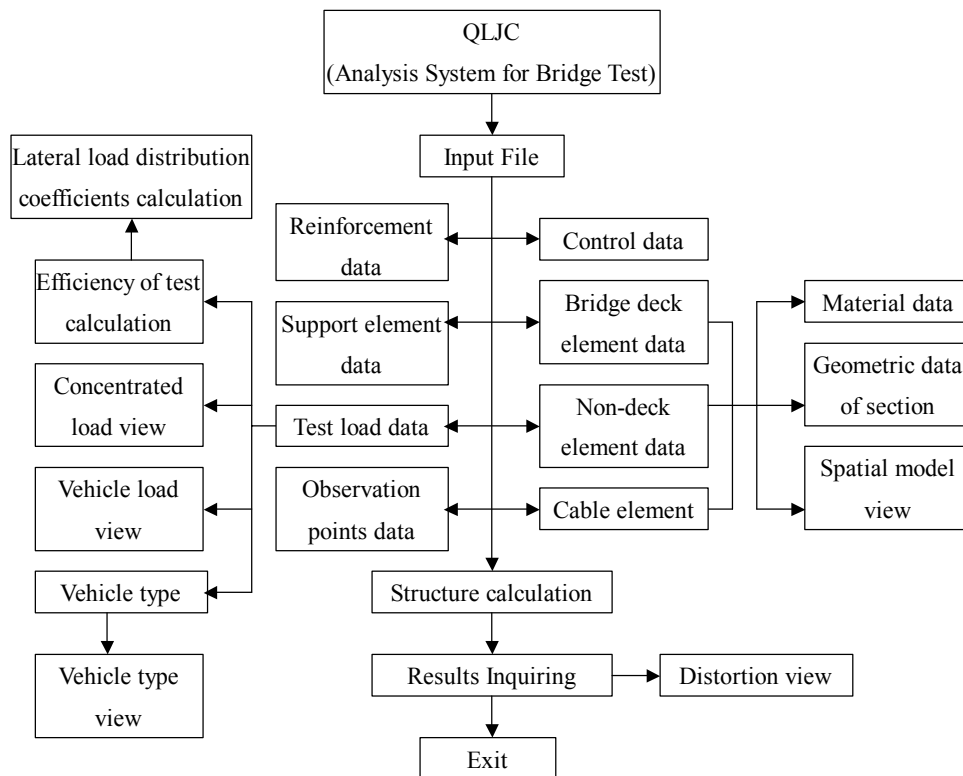 QLJC
(Analysis System for Bridge Test)
Input File
Lateral load distribution
coefficients calculation
Efficiency of test
calculation
Concentrated
load view
Vehicle load
view
Vehicle type
Vehicle type
view
Reinforcement
data
Support element
data
Test load data
Observation
points data
Control data
Bridge deck
element data
Non-deck
element data
Cable element
Material data
Geometric data
of section
Spatial model
view
Structure calculation
Results Inquiring
Distortion view
Exit